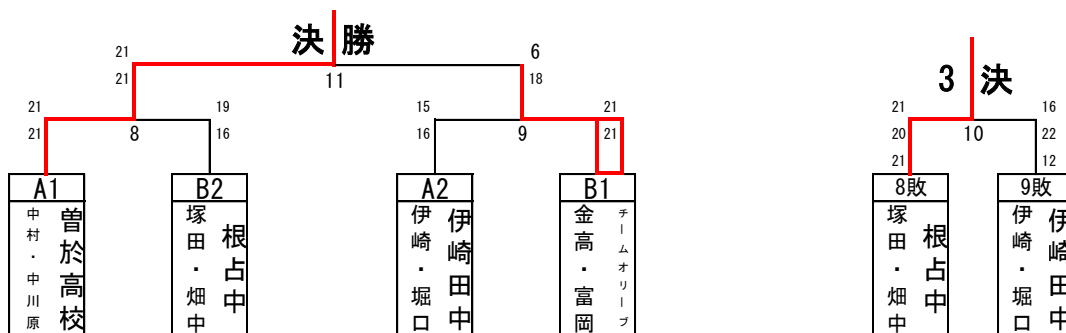 決 勝
21 6
21 11 18
21 19 15 21
21 8 16 16 9 21
A1 B2 A2 B1
曽於高校
中村・中川原
根占中
塚田・畑中
伊崎田中
伊崎・堀口
チームオリーブ
金高・富岡
3 決
21 16
20 10 22
21 12
8敗 9敗
根占中
塚田・畑中
伊崎田中
伊崎・堀口